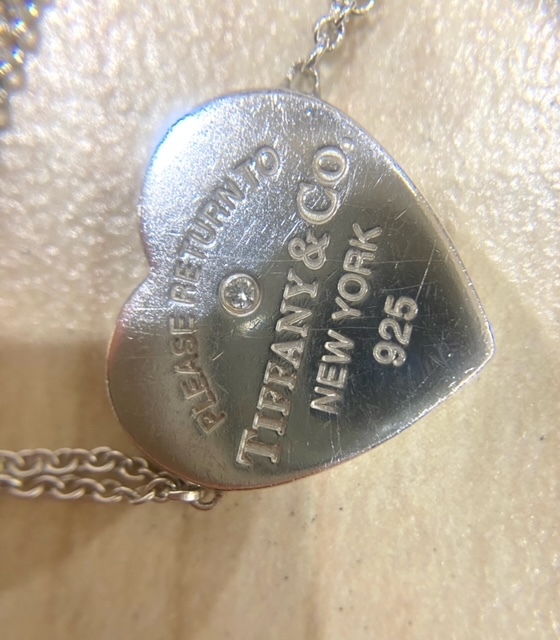 PLEASE RETURN TO
TIFFANY & CO.
NEW YORK
925